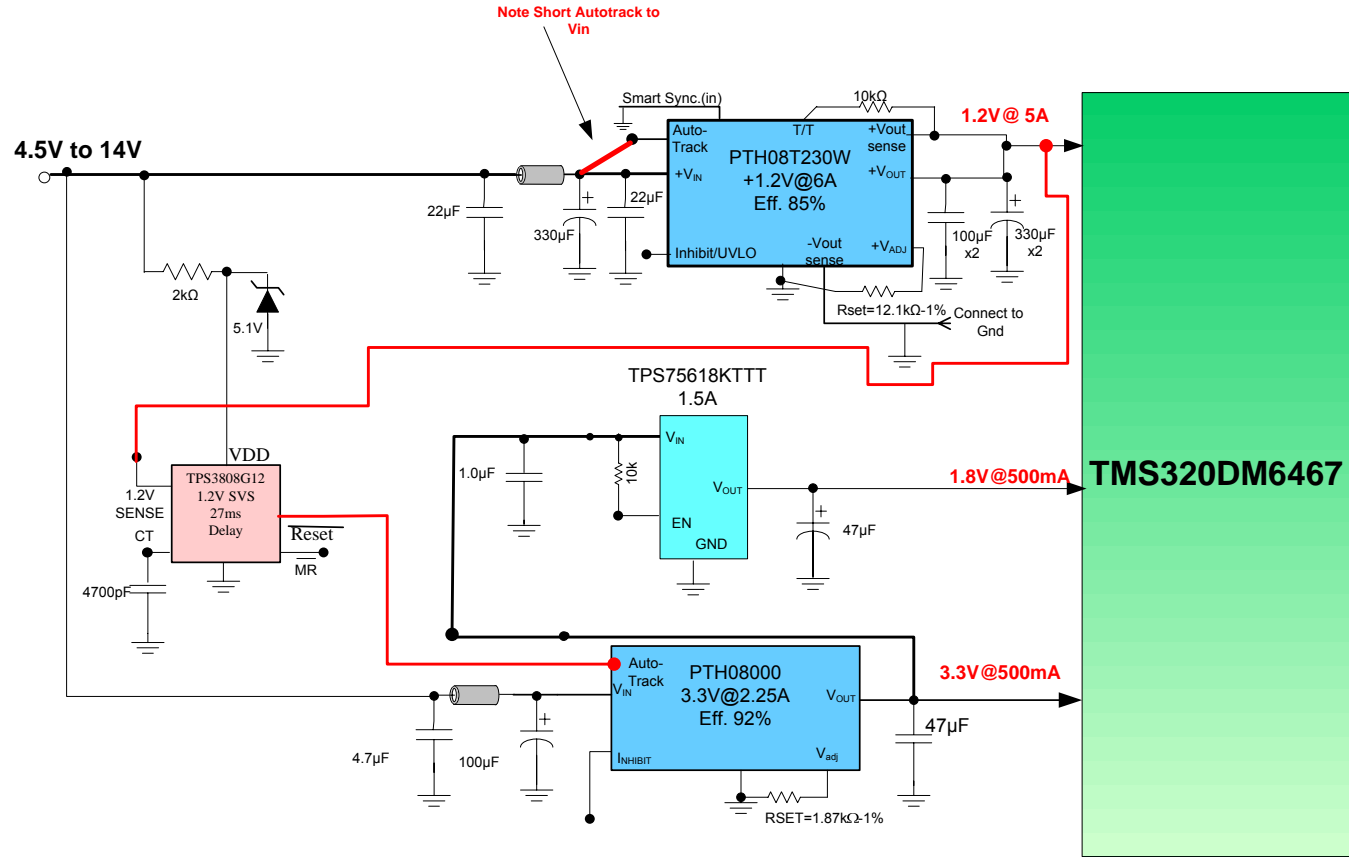 Note Short Autotrack to
Vin
Smart Sync.(in)
10kΩ
1.2V@ 5A
4.5V to 14V
Auto-
Track
T/T
+Vout
sense
PTH08T230W
+1.2V@6A
Eff. 85%
+VIN
+VOUT
22µF
330µF
+
22µF
Inhibit/UVLO
-Vout
sense
+VADJ
100µF
x2
+
330µF
x2
2kΩ
5.1V
Rset=12.1kΩ-1%
Connect to
Gnd
TPS75618KTTT
1.5A
VIN
1.0µF
10k
VOUT
EN
GND
1.8V@500mA
+
47µF
TMS320DM6467
VDD
TPS3808G12
1.2V SVS
27ms
Delay
1.2V
SENSE
CT
Reset
MR
4700pF
Auto-
Track
PTH08000
3.3V@2.25A
Eff. 92%
VIN
VOUT
3.3V@500mA
4.7µF
+
100µF
INHIBIT
Vadj
47µF
RSET=1.87kΩ-1%